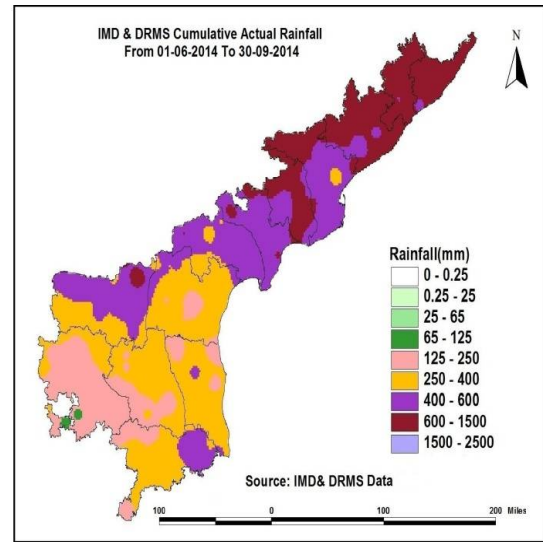 IMD & DRMS Cumulative Actual Rainfall
From 01-06-2014 To 30-09-2014
N
Rainfall(mm)
0 - 0.25
0.25 - 25
25 - 65
65 - 125
125 - 250
250 - 400
400 - 600
600 - 1500
1500 - 2500
Source: IMD& DRMS Data
100 0 100 200 Miles